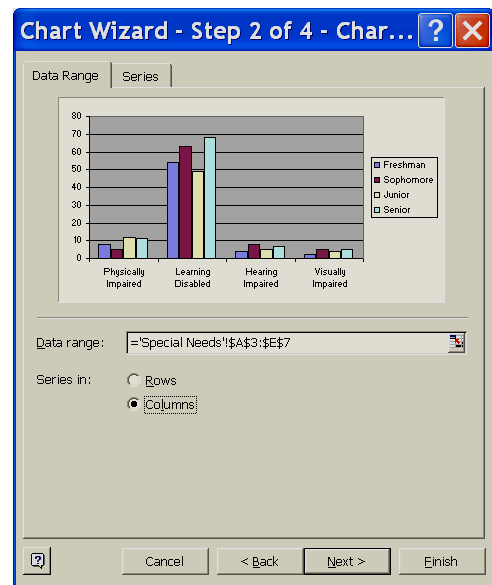 Chart Wizard - Step 2 of 4 - Char... ? X
Data Range Series
80
70
60
50
40
30
20
10
0
Physically Impaired
Learning Disabled
Hearing Impaired
Visually Impaired
Freshman
Sophomore
Junior
Senior
Data range: ='Special Needs'!$A$3:$E$7
Series in: Rows
Columns
? Cancel < Back Next > Finish